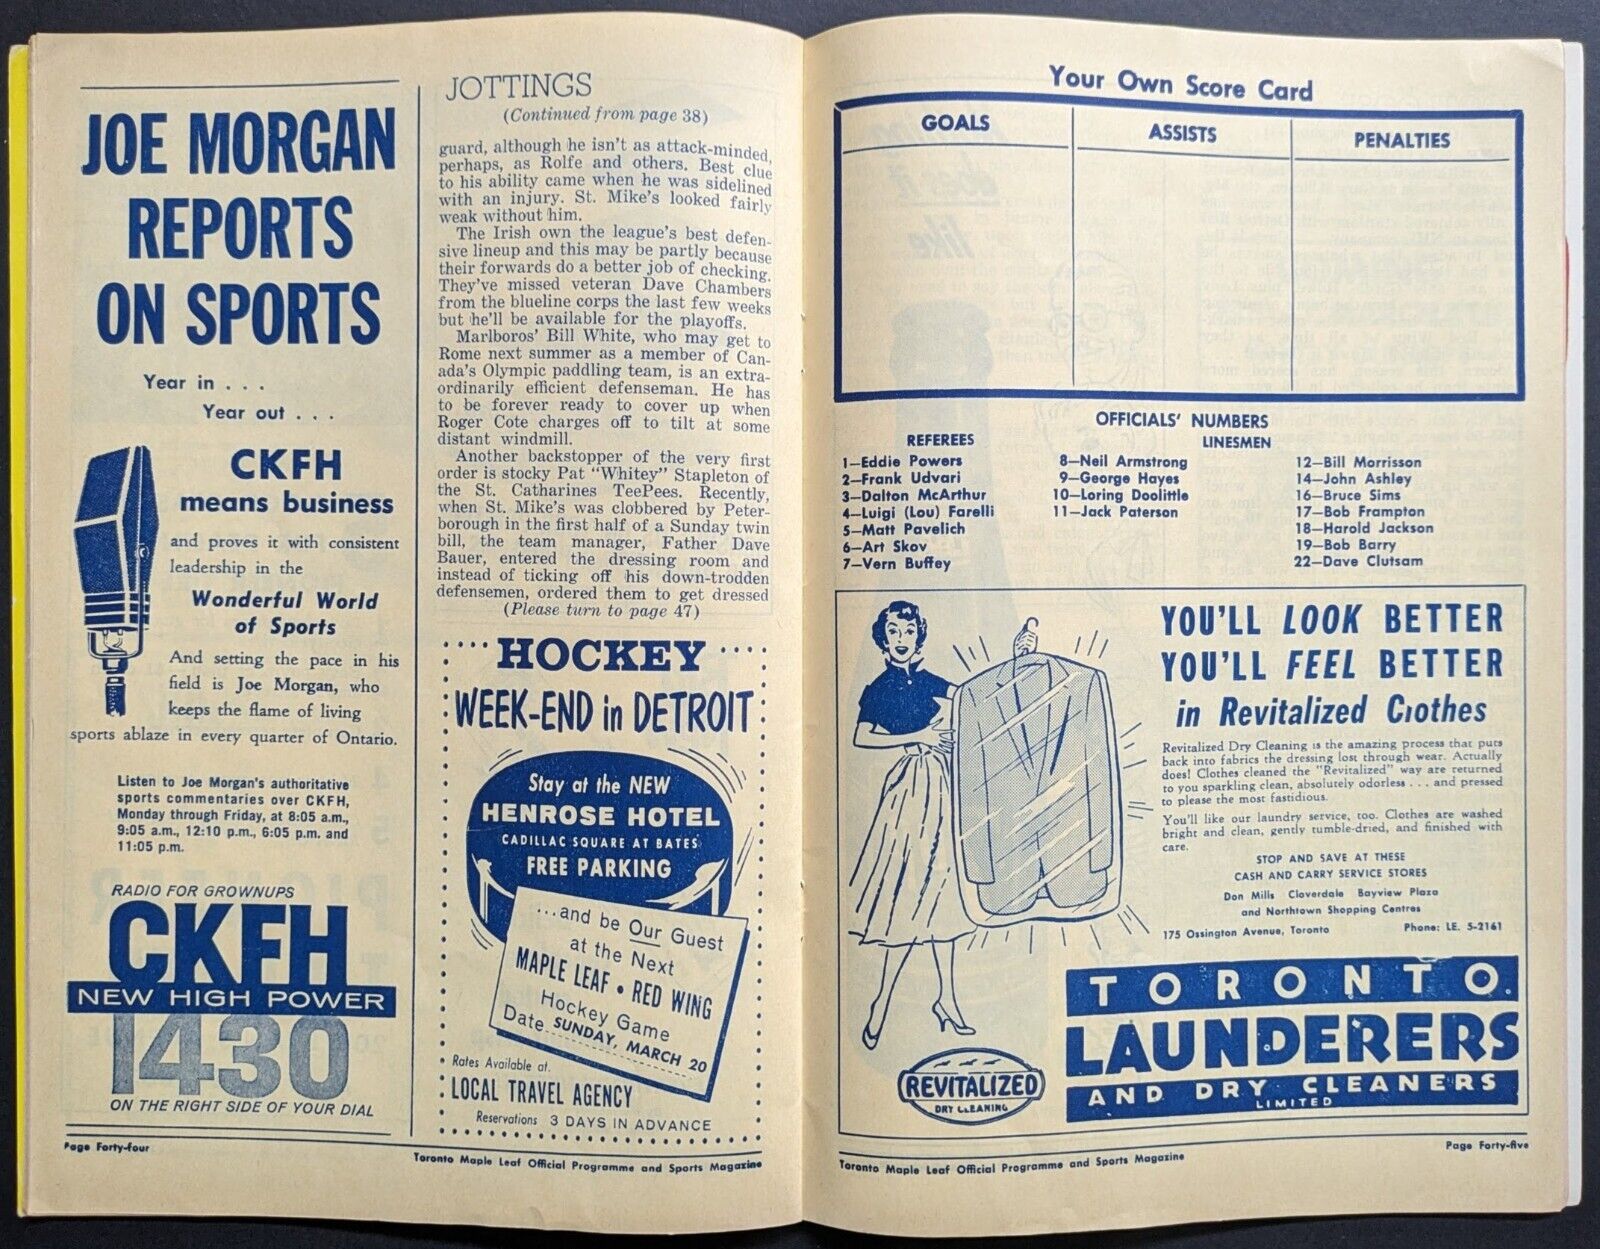 JOE MORGAN
REPORTS
ON SPORTS
Year in . . .
Year out . . .
CKFH
means business
and proves it with consistent
leadership in the
Wonderful World
of Sports
And setting the pace in his
field is Joe Morgan, who
keeps the flame of living
sports ablaze in every quarter of Ontario.
Listen to Joe Morgan's authoritative
sports commentaries over CKFH,
Monday through Friday, at 8:05 a.m.,
9:05 a.m., 12:10 p.m., 6:05 p.m. and
11:05 p.m.
RADIO FOR GROWNUPS
CKFH
NEW HIGH POWER
1430
ON THE RIGHT SIDE OF YOUR DIAL
Page Forty-four
JOTTINGS
(Continued from page 38)
guard, although he isn't as attack-minded,
perhaps, as Rolfe and others. Best clue
to his ability came when he was sidelined
with an injury. St. Mike's looked fairly
weak without him.
The Irish own the league's best defen-
sive lineup and this may be partly because
their forwards do a better job of checking.
They've missed veteran Dave Chambers
from the blueline corps the last few weeks
but he'll be available for the playoffs.
Marlboros' Bill White, who may get to
Rome next summer as a member of Can-
ada's Olympic paddling team, is an extra-
ordinarily efficient defenseman. He has
to be forever ready to cover up when
Roger Cote charges off to tilt at some
distant windmill.
Another backstopper of the very first
order is stocky Pat "Whitey" Stapleton of
the St. Catharines TeePees. Recently,
when St. Mike's was clobbered by Peter-
borough in the first half of a Sunday twin
bill, the team manager, Father Dave
Bauer, entered the dressing room and
instead of ticking off his down-trodden
defensemen, ordered them to get dressed
(Please turn to page 47)
HOCKEY
WEEK-END in DETROIT
Stay at the NEW
HENROSE HOTEL
CADILLAC SQUARE AT BATES
FREE PARKING
...and be Our Guest
at the Next
MAPLE LEAF • RED WING
Hockey Game
Date SUNDAY, MARCH 20
Rates Available at
LOCAL TRAVEL AGENCY
Reservations 3 DAYS IN ADVANCE
Toronto Maple Leaf Official Programme and Sports Magazine
Your Own Score Card
GOALS
ASSISTS
PENALTIES
OFFICIALS' NUMBERS
REFEREES
LINESMEN
1—Eddie Powers
2—Frank Udvari
3—Dalton McArthur
4—Luigi (Lou) Farelli
5—Matt Pavelich
6—Art Skov
7—Vern Buffey
8—Neil Armstrong
9—George Hayes
10—Loring Doolittle
11—Jack Paterson
12—Bill Morrisson
14—John Ashley
16—Bruce Sims
17—Bob Frampton
18—Harold Jackson
19—Bob Barry
22—Dave Clutsam
YOU'LL LOOK BETTER
YOU'LL FEEL BETTER
in Revitalized Clothes
Revitalized Dry Cleaning is the amazing process that puts
back into fabrics the dressing lost through wear. Actually
does! Clothes cleaned the "Revitalized" way are returned
to you sparkling clean, absolutely odorless . . . and pressed
to please the most fastidious.
You'll like our laundry service, too. Clothes are washed
bright and clean, gently tumble-dried, and finished with
care.
STOP AND SAVE AT THESE
CASH AND CARRY SERVICE STORES
Don Mills Cloverdale Bayview Plaza
and Northtown Shopping Centres
175 Ossington Avenue, Toronto Phone: LE. 5-2161
REVITALIZED
DRY CLEANING
TORONTO
LAUNDERERS
AND DRY CLEANERS
LIMITED
Toronto Maple Leaf Official Programme and Sports Magazine
Page Forty-five